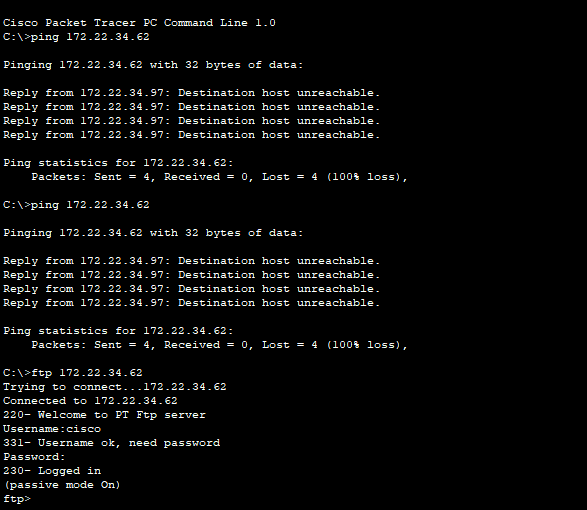 Cisco Packet Tracer PC Command Line 1.0
C:\>ping 172.22.34.62
Pinging 172.22.34.62 with 32 bytes of data:
Reply from 172.22.34.97: Destination host unreachable.
Reply from 172.22.34.97: Destination host unreachable.
Reply from 172.22.34.97: Destination host unreachable.
Reply from 172.22.34.97: Destination host unreachable.
Ping statistics for 172.22.34.62:
Packets: Sent = 4, Received = 0, Lost = 4 (100% loss),
C:\>ping 172.22.34.62
Pinging 172.22.34.62 with 32 bytes of data:
Reply from 172.22.34.97: Destination host unreachable.
Reply from 172.22.34.97: Destination host unreachable.
Reply from 172.22.34.97: Destination host unreachable.
Reply from 172.22.34.97: Destination host unreachable.
Ping statistics for 172.22.34.62:
Packets: Sent = 4, Received = 0, Lost = 4 (100% loss),
C:\>ftp 172.22.34.62
Trying to connect...172.22.34.62
Connected to 172.22.34.62
220- Welcome to PT Ftp server
Username:cisco
331- Username ok, need password
Password:
230- Logged in
(passive mode On)
ftp>